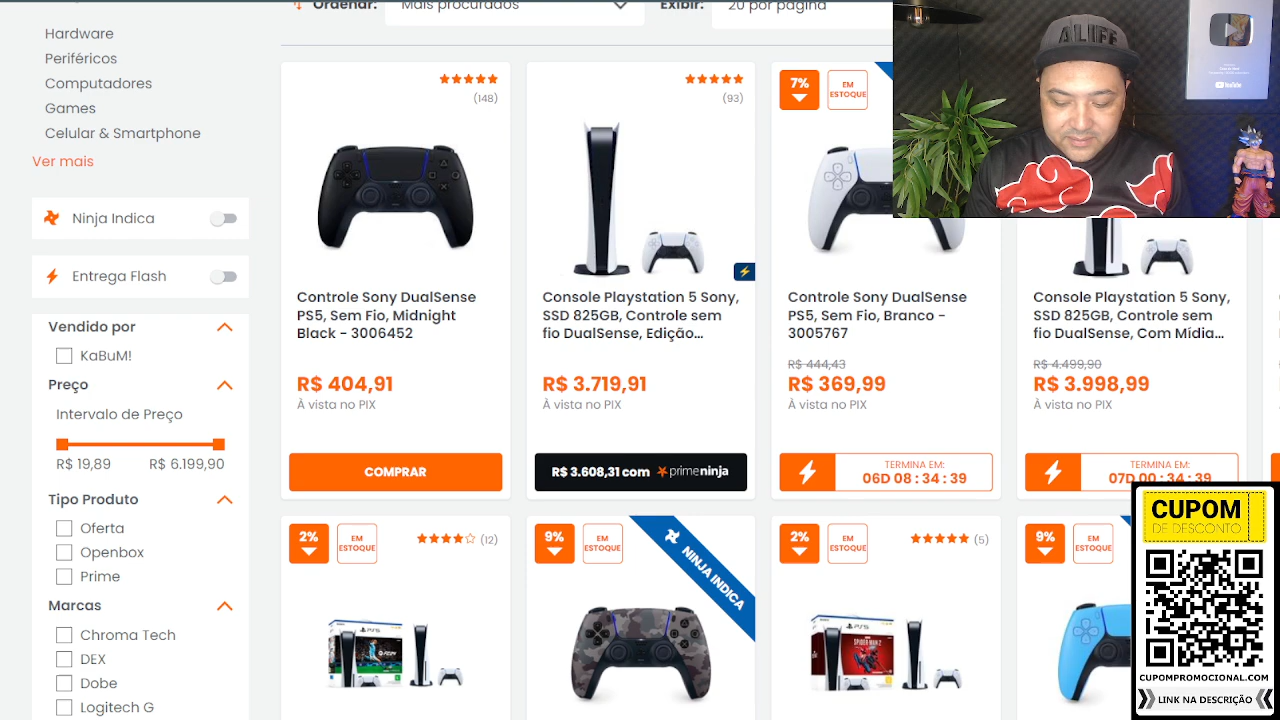 Ordenar:
Mais procurados
Exibir:
20 por página
Hardware
Periféricos
Computadores
Games
Celular & Smartphone
Ver mais
Ninja Indica
Entrega Flash
Vendido por
KaBuM!
Preço
Intervalo de Preço
R$ 19,89
R$ 6.199,90
Tipo Produto
Oferta
Openbox
Prime
Marcas
Chroma Tech
DEX
Dobe
Logitech G
(148)
Controle Sony DualSense
PS5, Sem Fio, Midnight
Black - 3006452
R$ 404,91
À vista no PIX
COMPRAR
(93)
Console Playstation 5 Sony,
SSD 825GB, Controle sem
fio DualSense, Edição...
R$ 3.719,91
À vista no PIX
R$ 3.608,31 com primeninja
7%
EM
ESTOQUE
Controle Sony DualSense
PS5, Sem Fio, Branco -
3005767
R$ 444,43
R$ 369,99
À vista no PIX
TERMINA EM:
06D 08 : 34 : 39
Console Playstation 5 Sony,
SSD 825GB, Controle sem
fio DualSense, Com Mídia...
R$ 4.499,90
R$ 3.998,99
À vista no PIX
TERMINA EM:
07D 00 : 34 : 39
2%
EM
ESTOQUE
(12)
9%
EM
ESTOQUE
NINJA INDICA
2%
EM
ESTOQUE
(5)
9%
EM
ESTOQUE
ALIFF
YouTube
CUPOM
DE DESCONTO
CUPOMPROMOCIONAL.COM
LINK NA DESCRIÇÃO